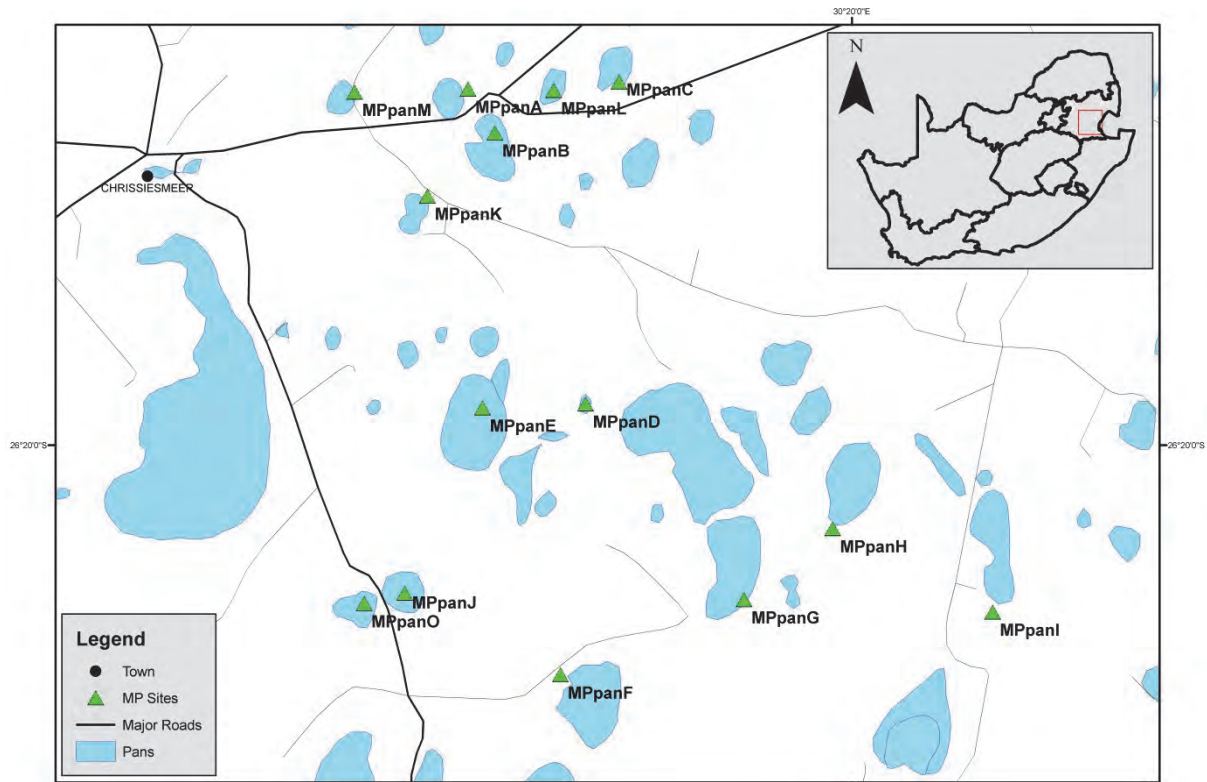 30°20'0"E
N
MPpanC
MPpanM
MPpanA
MPpanL
MPpanB
CHRISSIESMEER
MPpanK
MPpanE
MPpanD
26°20'0"S
26°20'0"S
MPpanH
MPpanJ
MPpanO
MPpanG
MPpanI
MPpanF
Legend
Town
MP Sites
Major Roads
Pans